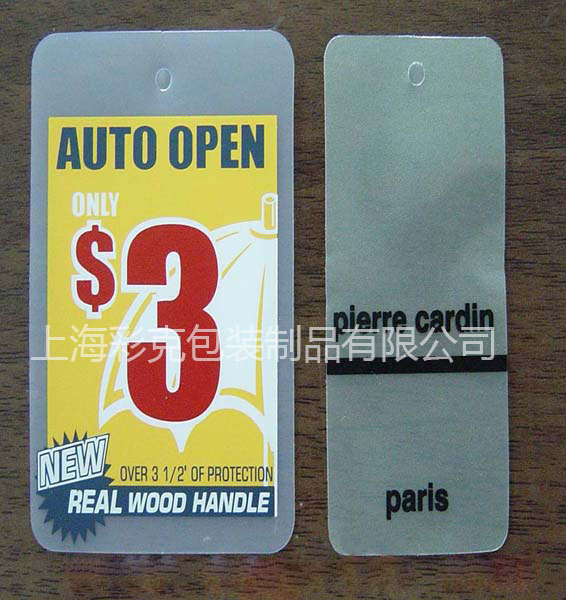 AUTO OPEN
ONLY
$3
NEW
OVER 3 1/2' OF PROTECTION
REAL WOOD HANDLE
pierre cardin
paris
上海彩克包装制品有限公司